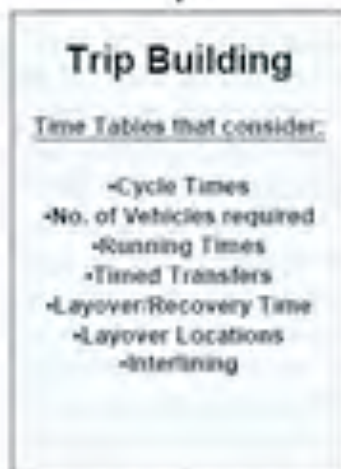 Trip Building
Time Tables that consider:
•Cycle Times
•No. of Vehicles required
•Running Times
•Timed Transfers
•Layover/Recovery Time
•Layover Locations
•Interlining